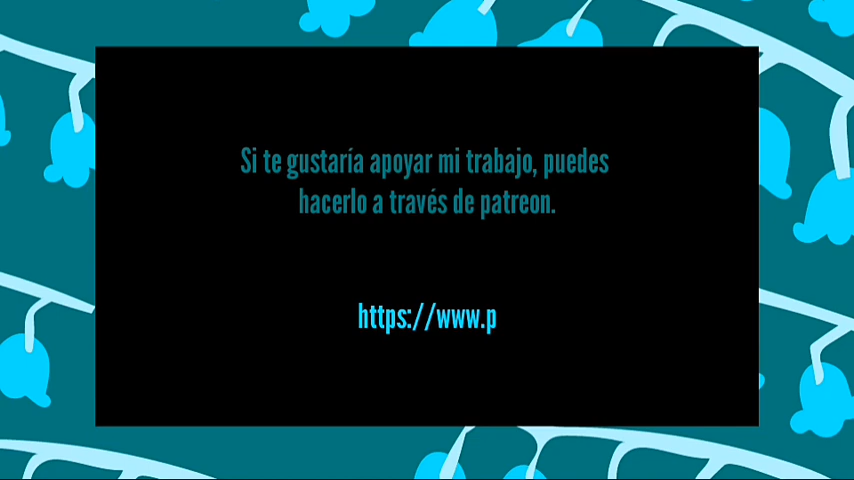 Si te gustaría apoyar mi trabajo, puedes
hacerlo a través de patreon.
https://www.p